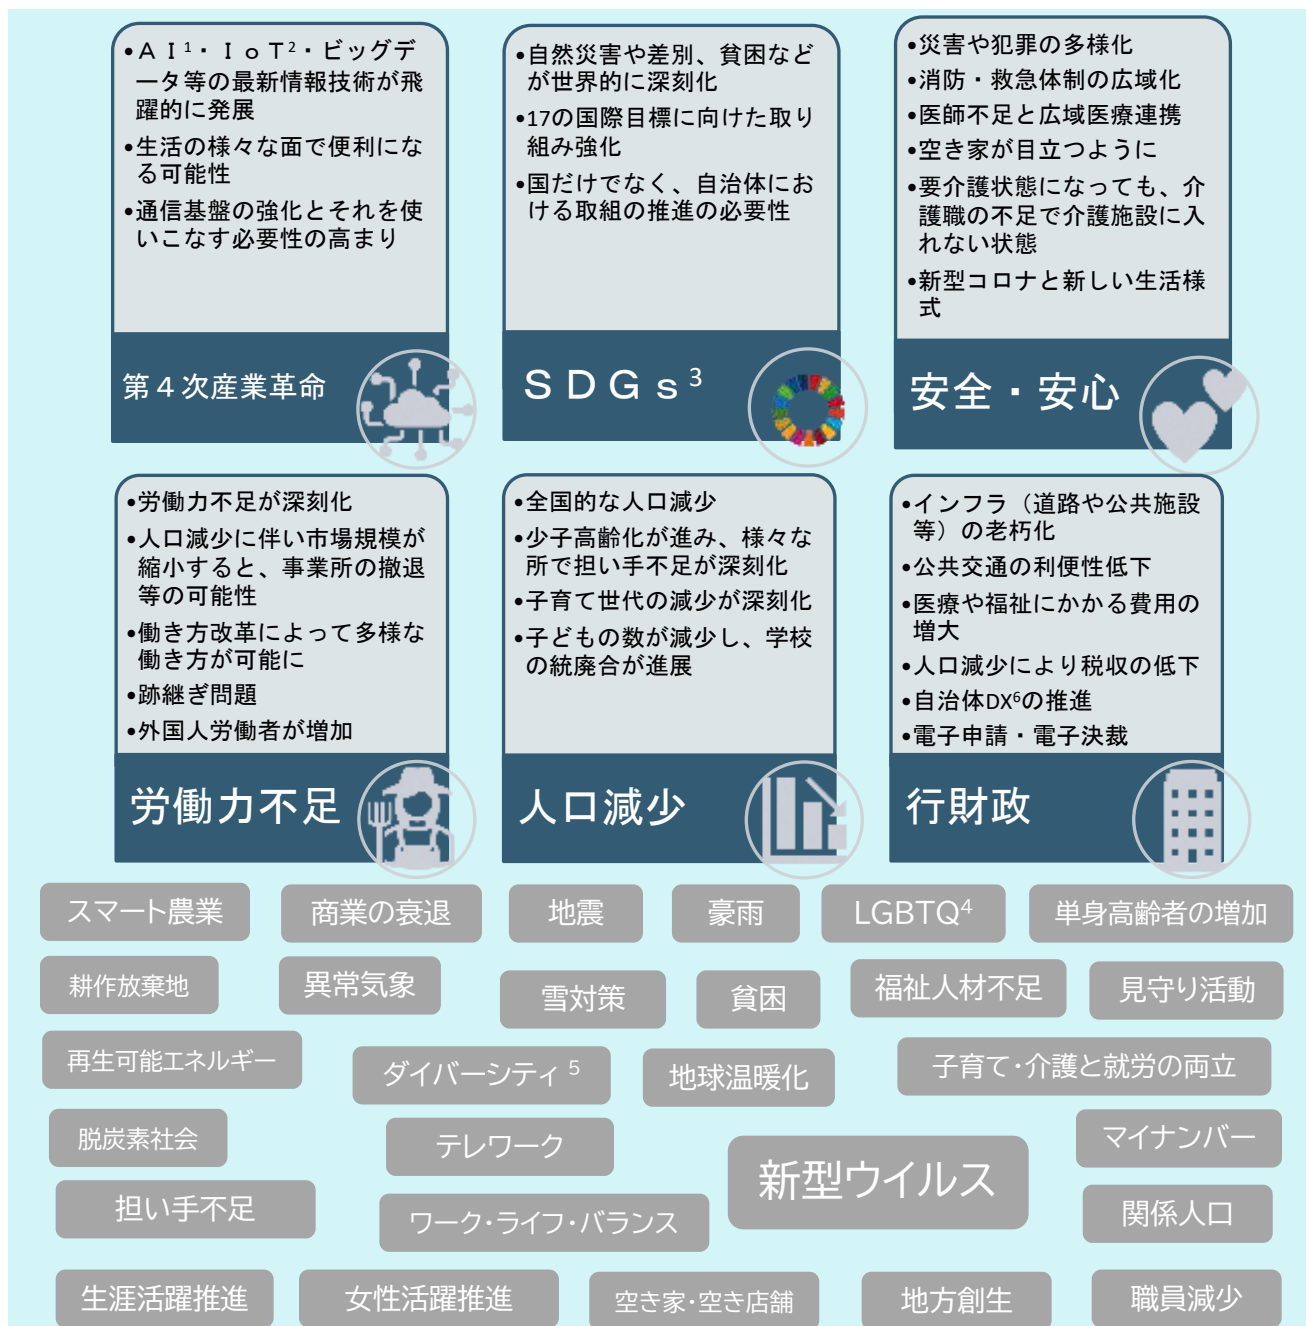 •ＡＩ¹・ＩｏＴ²・ビッグデ
ータ等の最新情報技術が飛
躍的に発展
•生活の様々な面で便利にな
る可能性
•通信基盤の強化とそれを使
いこなす必要性の高まり
第４次産業革命
•自然災害や差別、貧困など
が世界的に深刻化
•17の国際目標に向けた取り
組み強化
•国だけでなく、自治体にお
ける取組の推進の必要性
ＳＤＧｓ³
•災害や犯罪の多様化
•消防・救急体制の広域化
•医師不足と広域医療連携
•空き家が目立つように
•要介護状態になっても、介
護職の不足で介護施設に入
れない状態
•新型コロナと新しい生活様
式
安全・安心
•労働力不足が深刻化
•人口減少に伴い市場規模が
縮小すると、事業所の撤退
等の可能性
•働き方改革によって多様な
働き方が可能に
•跡継ぎ問題
•外国人労働者が増加
労働力不足
•全国的な人口減少
•少子高齢化が進み、様々な
所で担い手不足が深刻化
•子育て世代の減少が深刻化
•子どもの数が減少し、学校
の統廃合が進展
人口減少
•インフラ（道路や公共施設
等）の老朽化
•公共交通の利便性低下
•医療や福祉にかかる費用の
増大
•人口減少により税収の低下
•自治体DX⁶の推進
•電子申請・電子決裁
行財政
スマート農業
商業の衰退
地震
豪雨
LGBTQ⁴
単身高齢者の増加
耕作放棄地
異常気象
雪対策
貧困
福祉人材不足
見守り活動
再生可能エネルギー
ダイバーシティ⁵
地球温暖化
子育て・介護と就労の両立
脱炭素社会
テレワーク
新型ウイルス
マイナンバー
担い手不足
ワーク・ライフ・バランス
関係人口
生涯活躍推進
女性活躍推進
空き家・空き店舗
地方創生
職員減少